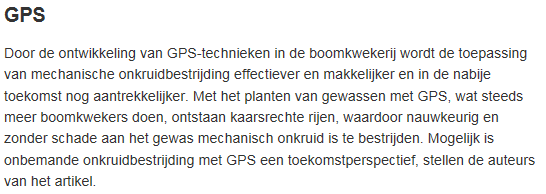 GPS
Door de ontwikkeling van GPS-technieken in de boomkwekerij wordt de toepassing
van mechanische onkruidbestrijding effectiever en makkelijker en in de nabije
toekomst nog aantrekkelijker. Met het planten van gewassen met GPS, wat steeds
meer boomkwekers doen, ontstaan kaarsrechte rijen, waardoor nauwkeurig en
zonder schade aan het gewas mechanisch onkruid is te bestrijden. Mogelijk is
onbemande onkruidbestrijding met GPS een toekomstperspectief, stellen de auteurs
van het artikel.